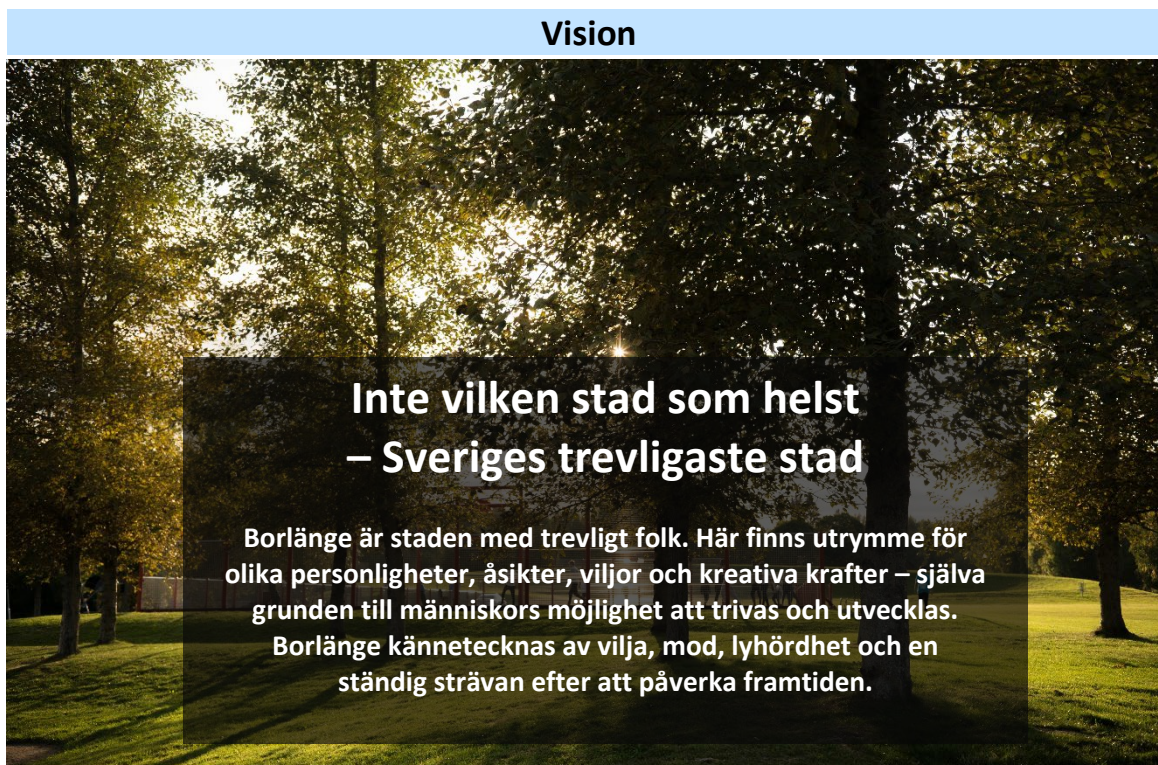 Vision
Inte vilken stad som helst
– Sveriges trevligaste stad
Borlänge är staden med trevligt folk. Här finns utrymme för
olika personligheter, åsikter, viljor och kreativa krafter – själva
grunden till människors möjlighet att trivas och utvecklas.
Borlänge kännetecknas av vilja, mod, lyhördhet och en
ständig strävan efter att påverka framtiden.